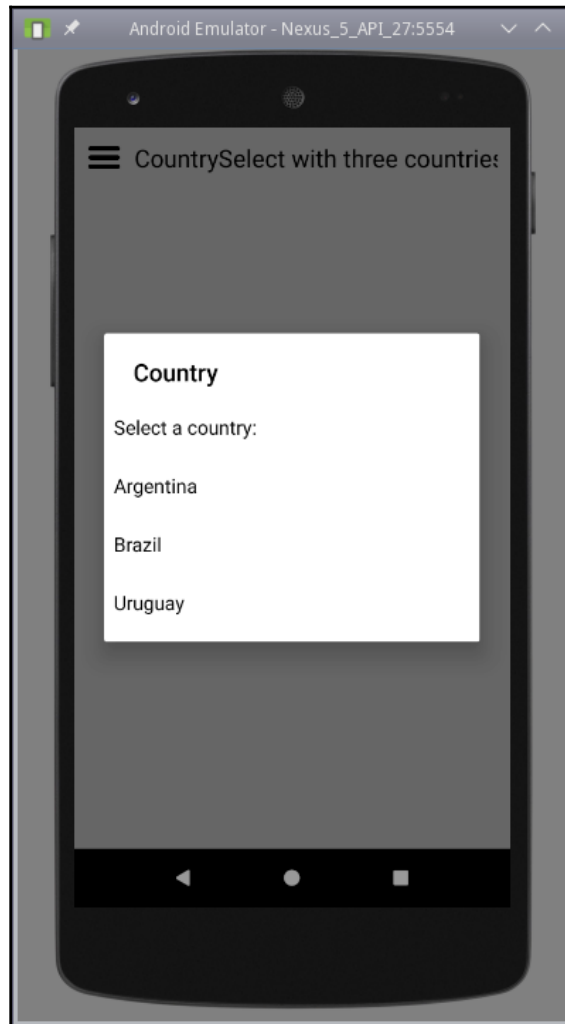 Android Emulator - Nexus_5_API_27:5554
CountrySelect with three countries
Country
Select a country:
Argentina
Brazil
Uruguay